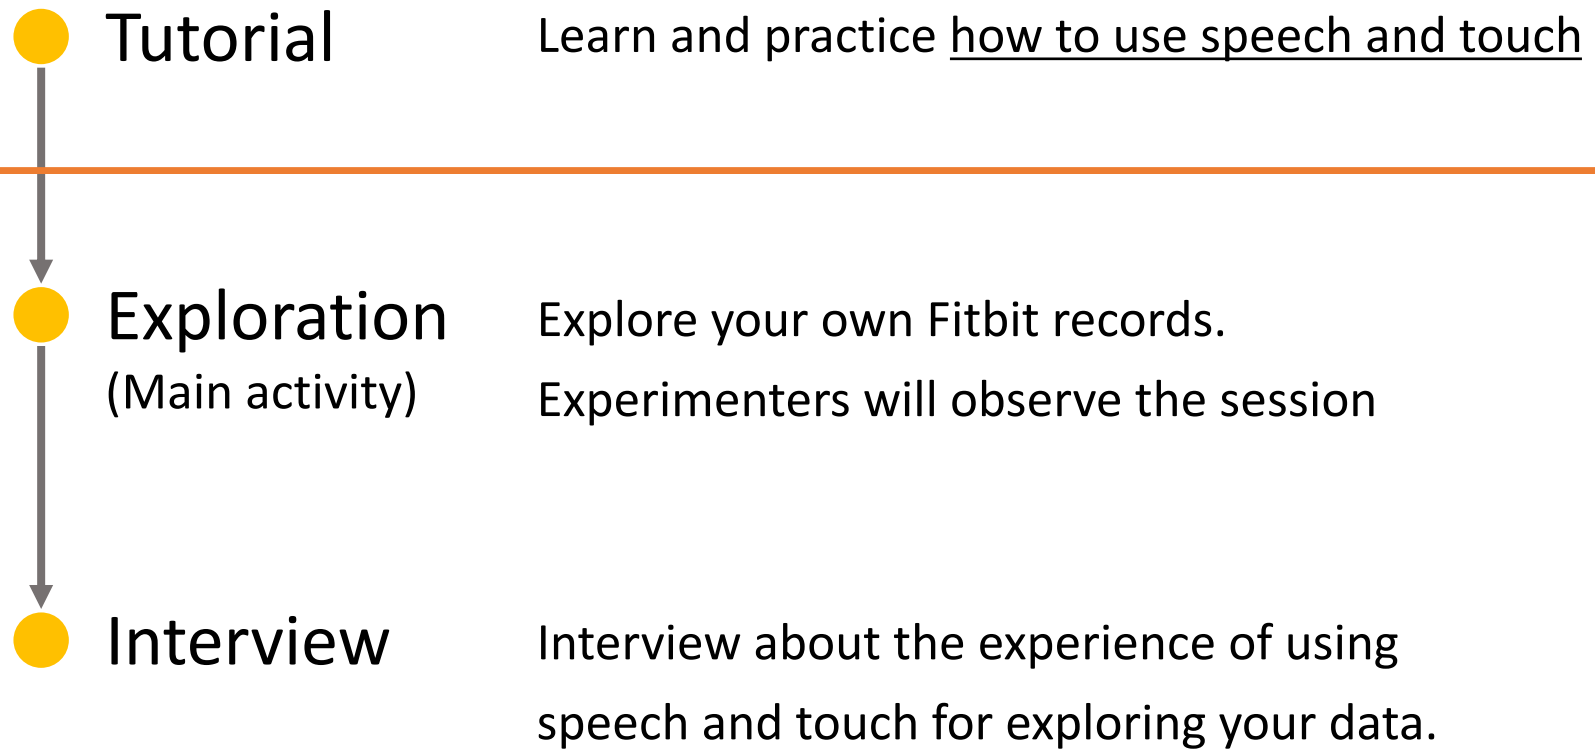 Tutorial
Learn and practice how to use speech and touch
Exploration
(Main activity)
Explore your own Fitbit records.
Experimenters will observe the session
Interview
Interview about the experience of using
speech and touch for exploring your data.